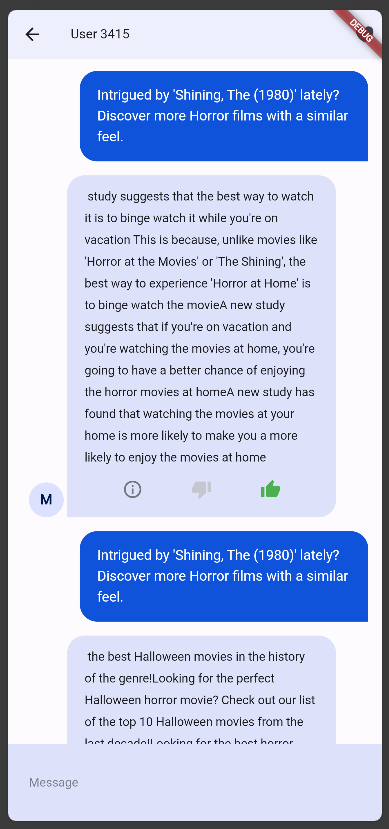 User 3415
DEBUG
Intrigued by 'Shining, The (1980)' lately?
Discover more Horror films with a similar
feel.
study suggests that the best way to watch
it is to binge watch it while you're on
vacation This is because, unlike movies like
'Horror at the Movies' or 'The Shining', the
best way to experience 'Horror at Home' is
to binge watch the movieA new study
suggests that if you're on vacation and
you're watching the movies at home, you're
going to have a better chance of enjoying
the horror movies at homeA new study has
found that watching the movies at your
home is more likely to make you a more
likely to enjoy the movies at home
M
Intrigued by 'Shining, The (1980)' lately?
Discover more Horror films with a similar
feel.
the best Halloween movies in the history
of the genre!Looking for the perfect
Halloween horror movie? Check out our list
of the top 10 Halloween movies from the
last decade!Looking for the best horror
Message